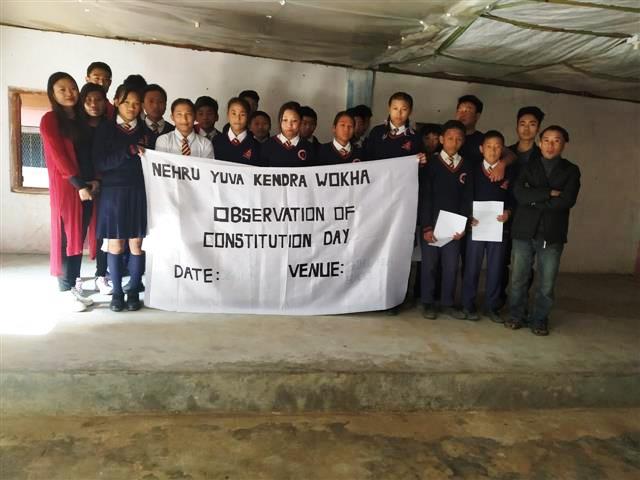 NEHRU YUVA KENDRA WOKHA
OBSERVATION OF
CONSTITUTION DAY
DATE: VENUE: